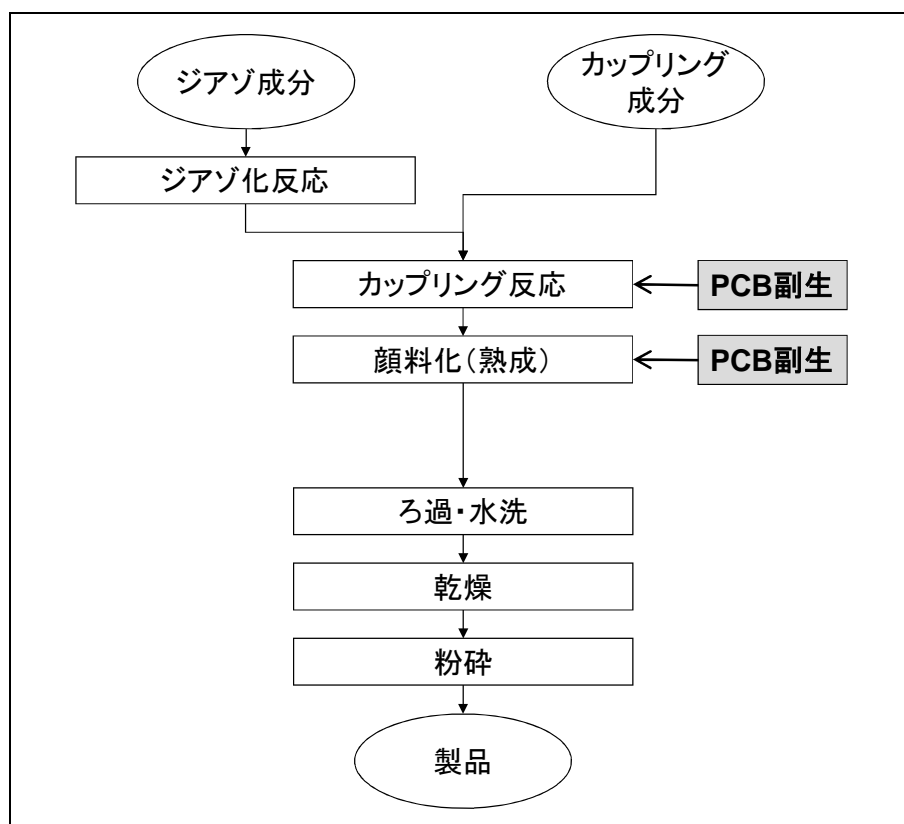 ジアゾ成分
カップリング
成分
ジアゾ化反応
カップリング反応
PCB副生
顔料化(熟成)
PCB副生
ろ過・水洗
乾燥
粉砕
製品